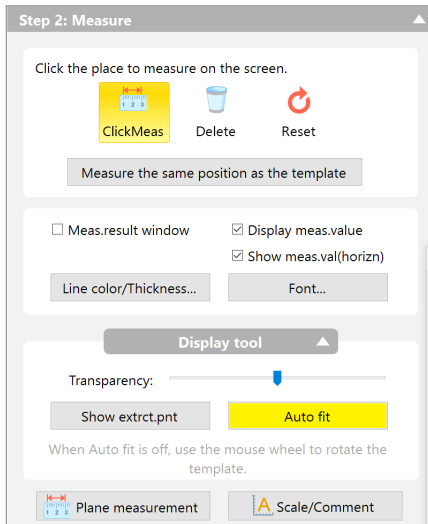 Step 2: Measure
Click the place to measure on the screen.
1 2 3
ClickMeas
Delete
Reset
Measure the same position as the template
Meas.result window
Display meas.value
Show meas.val(horizn)
Line color/Thickness...
Font...
Display tool
Transparency:
Show extrct.pnt
Auto fit
When Auto fit is off, use the mouse wheel to rotate the
template.
1 2 3
Plane measurement
A
Scale/Comment